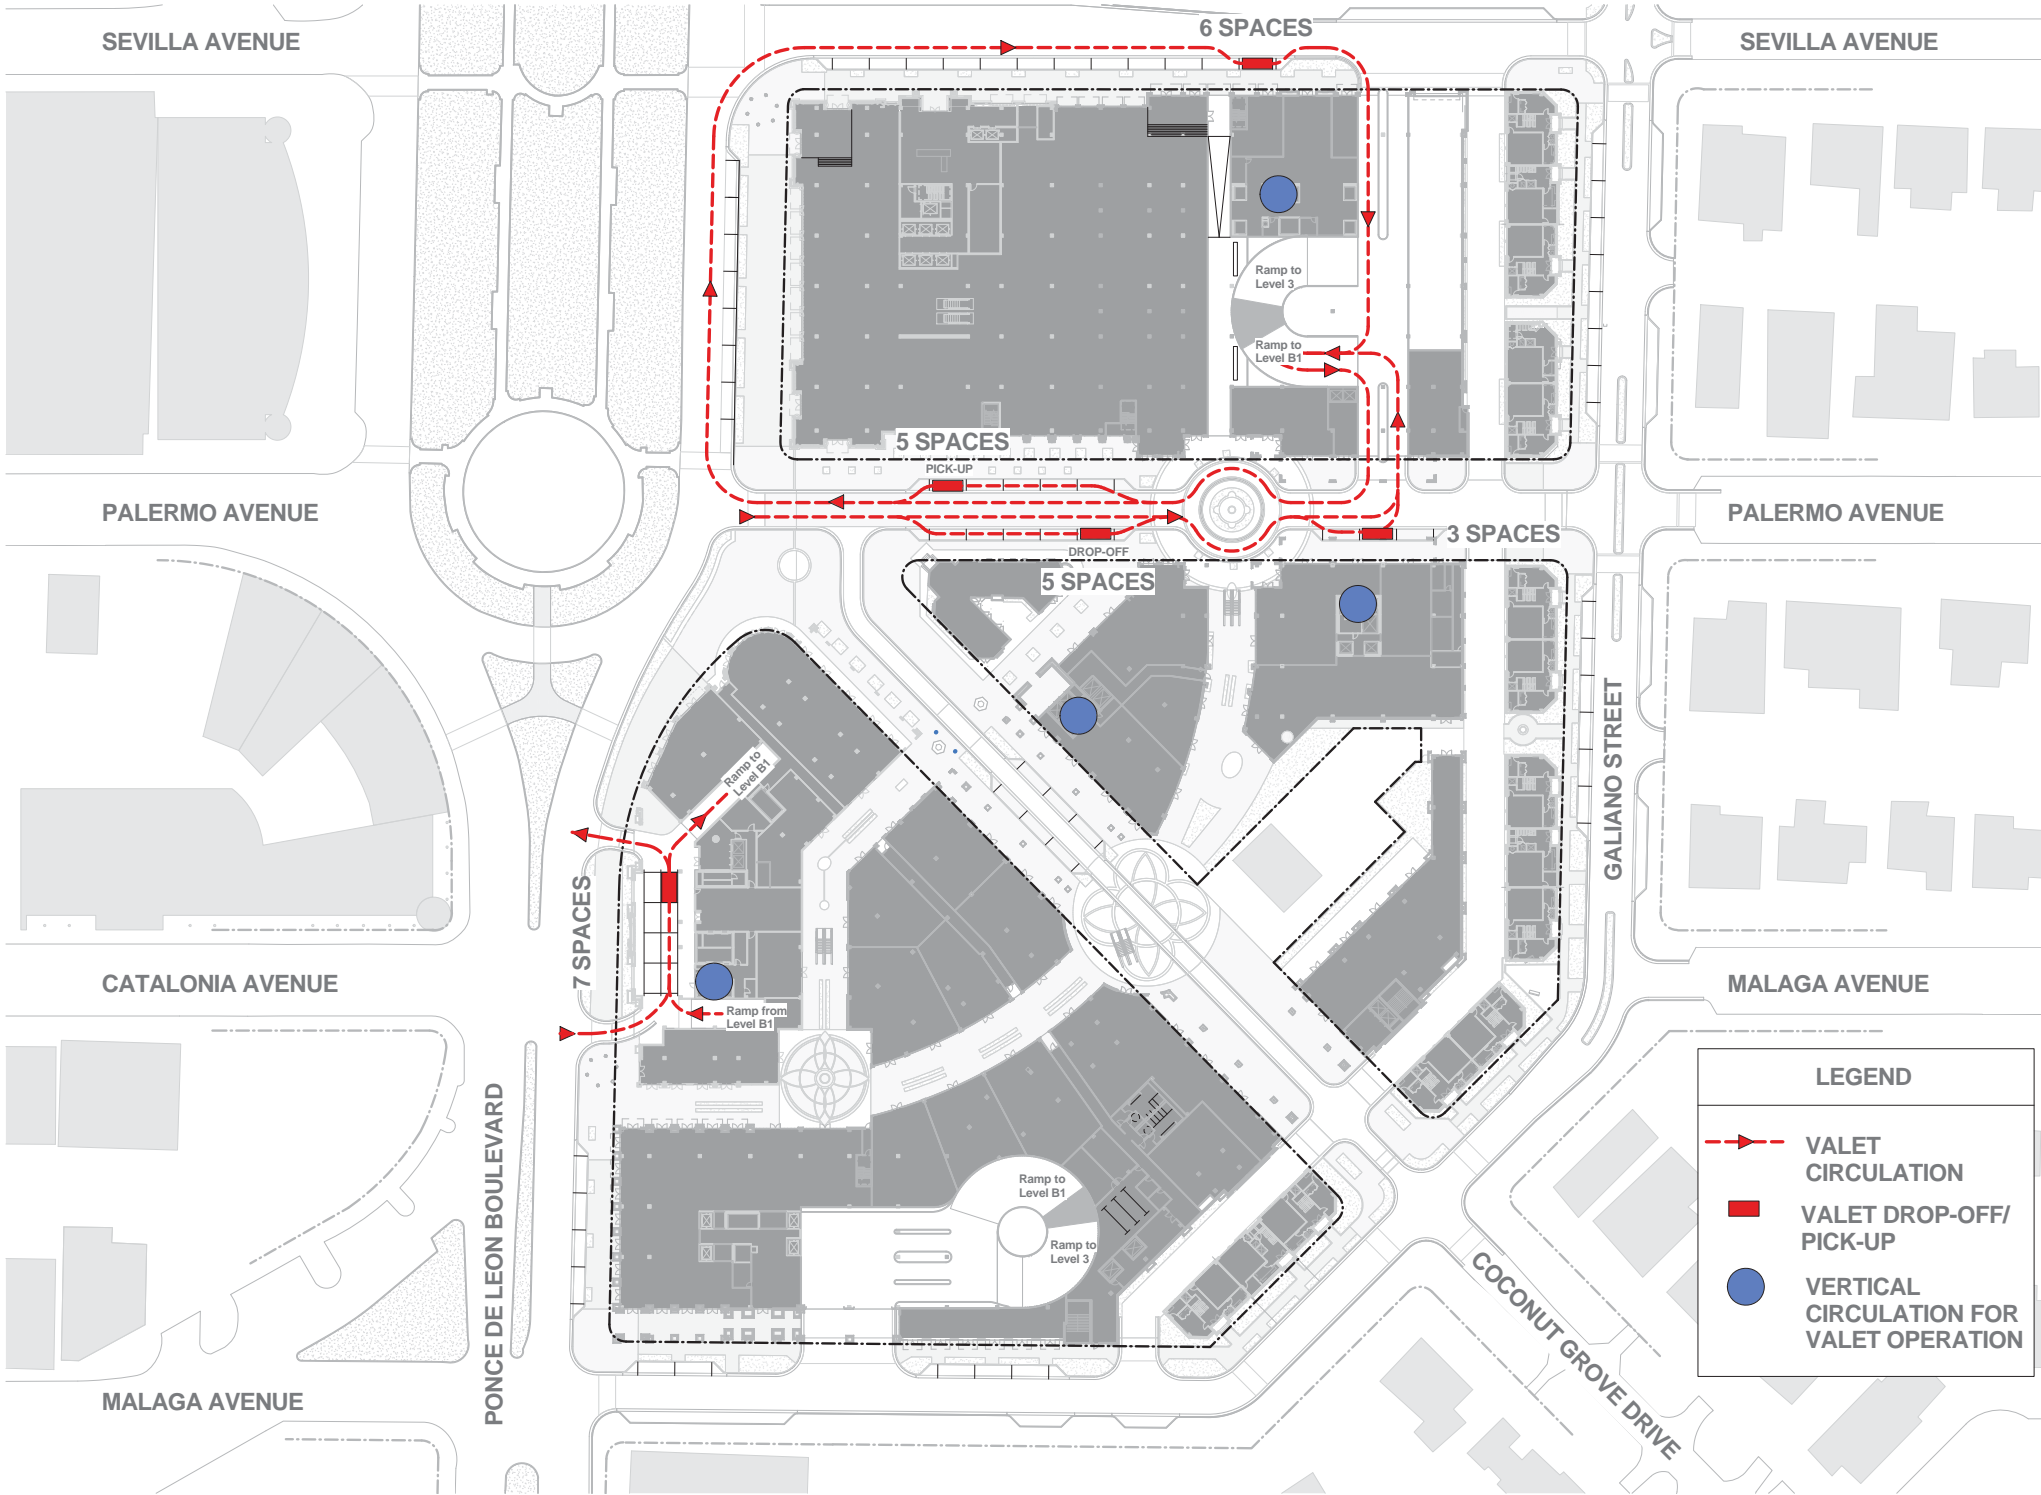 6 SPACES
SEVILLA AVENUE
SEVILLA AVENUE
Ramp to
Level 3
Ramp to
Level B1
5 SPACES
PICK-UP
PALERMO AVENUE
PALERMO AVENUE
3 SPACES
DROP-OFF
5 SPACES
GALIANO STREET
Ramp to
Level B1
7 SPACES
CATALONIA AVENUE
MALAGA AVENUE
Ramp from
Level B1
PONCE DE LEON BOULEVARD
Ramp to
Level B1
Ramp to
Level 3
COCONUT GROVE DRIVE
MALAGA AVENUE
LEGEND
VALET
CIRCULATION
VALET DROP-OFF/
PICK-UP
VERTICAL
CIRCULATION FOR
VALET OPERATION